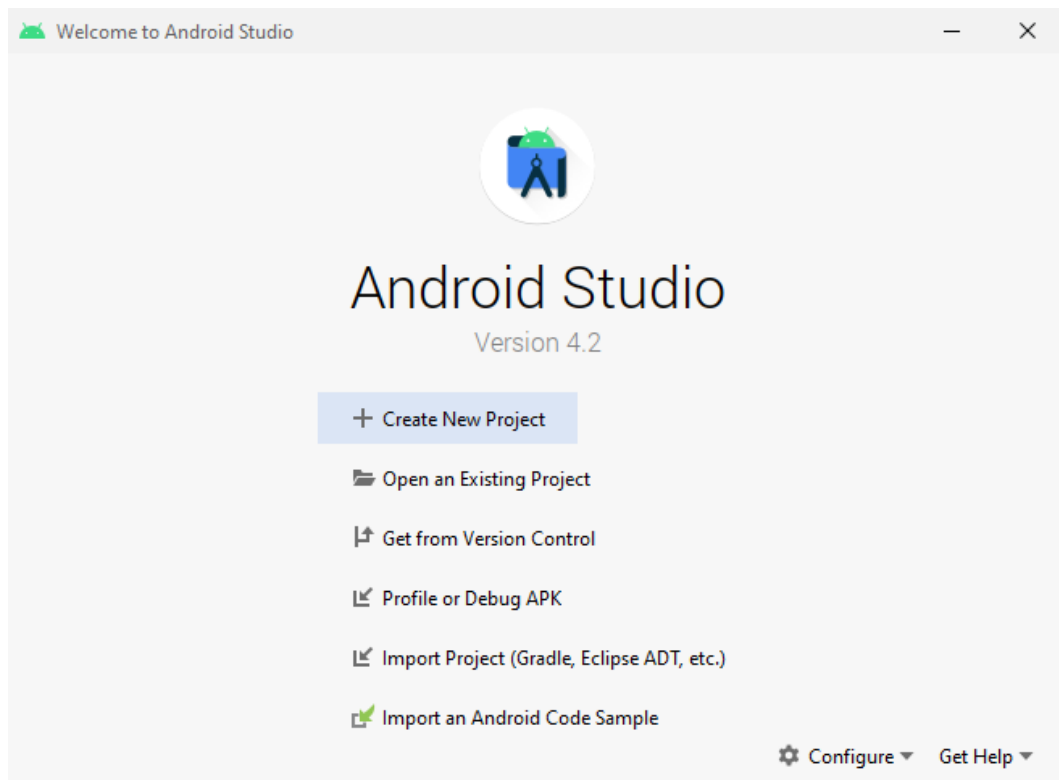 Welcome to Android Studio
Android Studio
Version 4.2
Create New Project
Open an Existing Project
Get from Version Control
Profile or Debug APK
Import Project (Gradle, Eclipse ADT, etc.)
Import an Android Code Sample
Configure Get Help